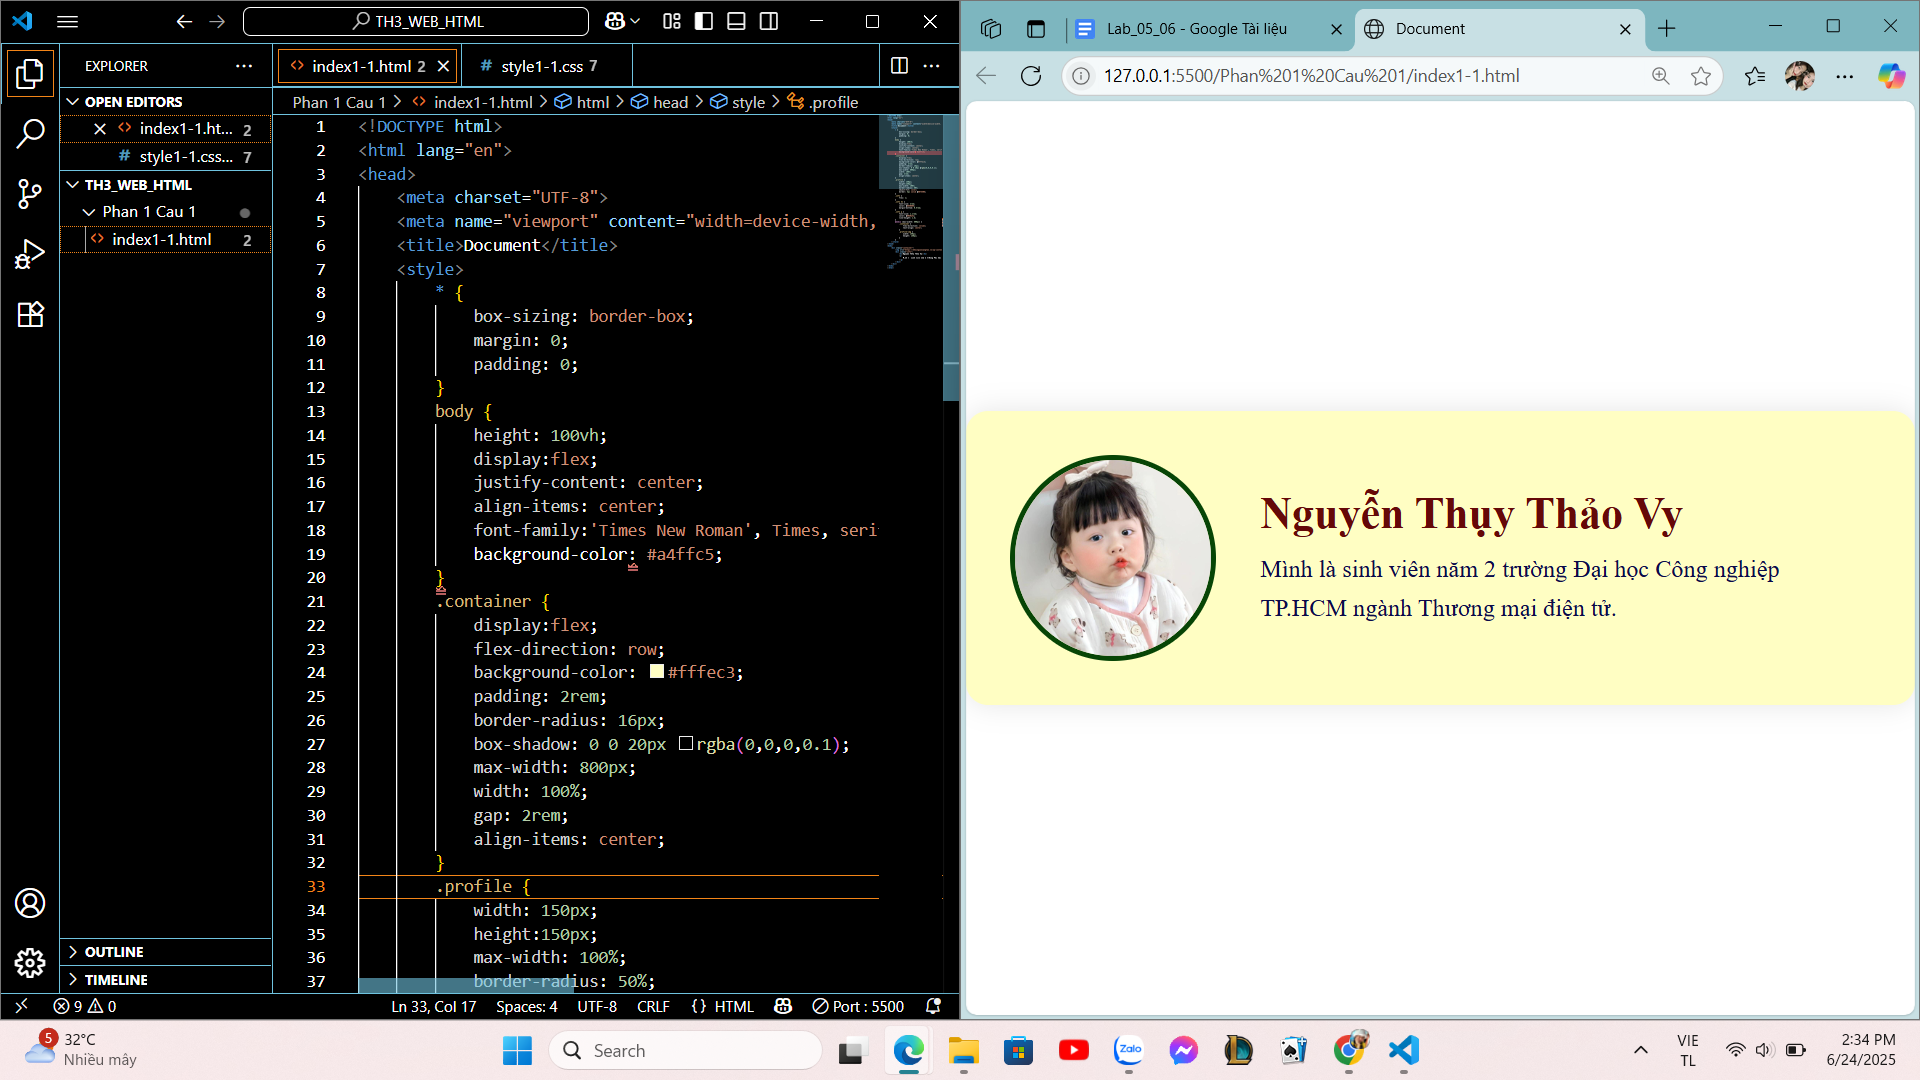 TH3_WEB_HTML
EXPLORER
OPEN EDITORS
index1-1.ht... 2
style1-1.css... 7
TH3_WEB_HTML
Phan 1 Cau 1
index1-1.html 2
OUTLINE
TIMELINE
index1-1.html 2
style1-1.css 7
Phan 1 Cau 1 > index1-1.html > html > head > style > .profile
1 <!DOCTYPE html>
2 <html lang="en">
3 <head>
4 <meta charset="UTF-8">
5 <meta name="viewport" content="width=device-width,
6 <title>Document</title>
7 <style>
8 * {
9 box-sizing: border-box;
10 margin: 0;
11 padding: 0;
12 }
13 body {
14 height: 100vh;
15 display:flex;
16 justify-content: center;
17 align-items: center;
18 font-family:'Times New Roman', Times, seri
19 background-color: #a4ffc5;
20 }
21 .container {
22 display:flex;
23 flex-direction: row;
24 background-color: #fffec3;
25 padding: 2rem;
26 border-radius: 16px;
27 box-shadow: 0 0 20px rgba(0,0,0,0.1);
28 max-width: 800px;
29 width: 100%;
30 gap: 2rem;
31 align-items: center;
32 }
33 .profile {
34 width: 150px;
35 height:150px;
36 max-width: 100%;
37 border-radius: 50%;
9 0
Ln 33, Col 17 Spaces: 4 UTF-8 CRLF {} HTML Port : 5500
Lab_05_06 - Google Tài liệu
Document
127.0.0.1:5500/Phan%201%20Cau%201/index1-1.html
Nguyễn Thụy Thảo Vy
Mình là sinh viên năm 2 trường Đại học Công nghiệp
TP.HCM ngành Thương mại điện tử.
5
32°C
Nhiều mây
Search
Zalo
VIE
TL
2:34 PM
6/24/2025